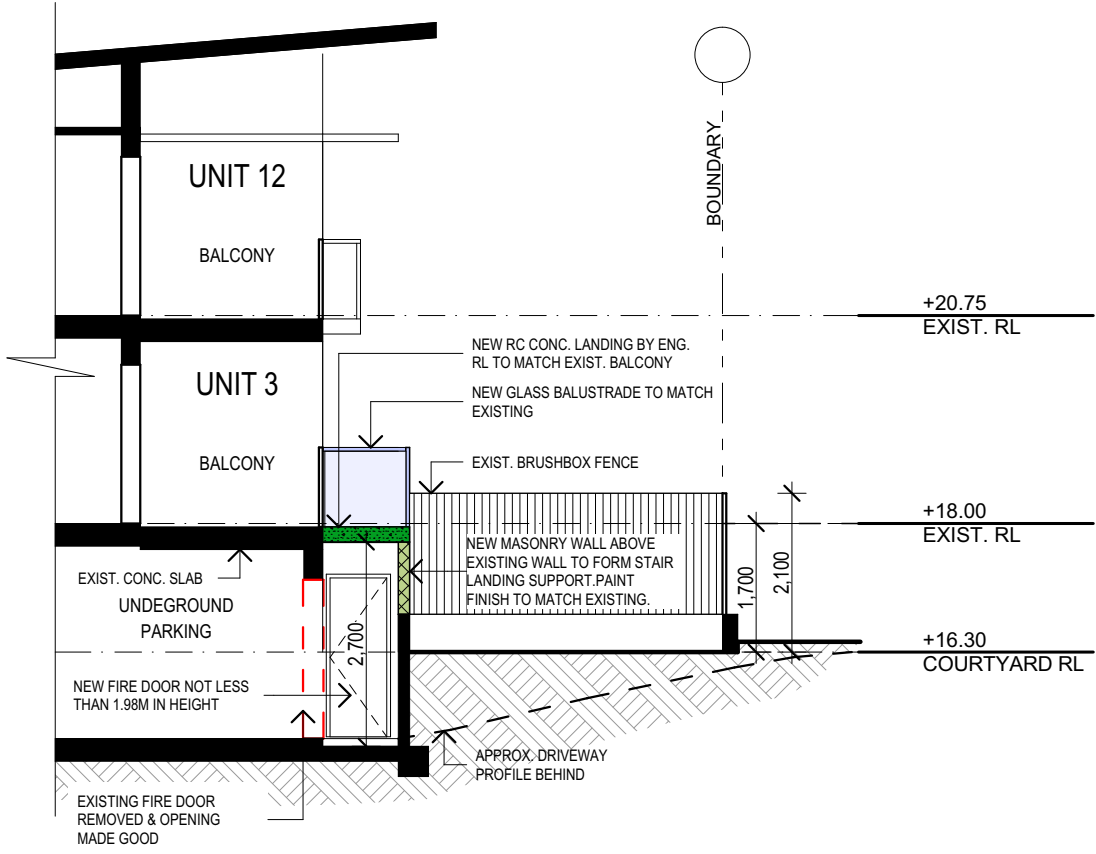 UNIT 12
BALCONY
BOUNDARY
+20.75
EXIST. RL
NEW RC CONC. LANDING BY ENG.
RL TO MATCH EXIST. BALCONY
UNIT 3
NEW GLASS BALUSTRADE TO MATCH
EXISTING
BALCONY
EXIST. BRUSHBOX FENCE
+18.00
EXIST. RL
NEW MASONRY WALL ABOVE
EXISTING WALL TO FORM STAIR
LANDING SUPPORT.PAINT
FINISH TO MATCH EXISTING.
1,700
2,100
EXIST. CONC. SLAB
UNDEGROUND
PARKING
2,700
+16.30
COURTYARD RL
NEW FIRE DOOR NOT LESS
THAN 1.98M IN HEIGHT
APPROX. DRIVEWAY
PROFILE BEHIND
EXISTING FIRE DOOR
REMOVED & OPENING
MADE GOOD